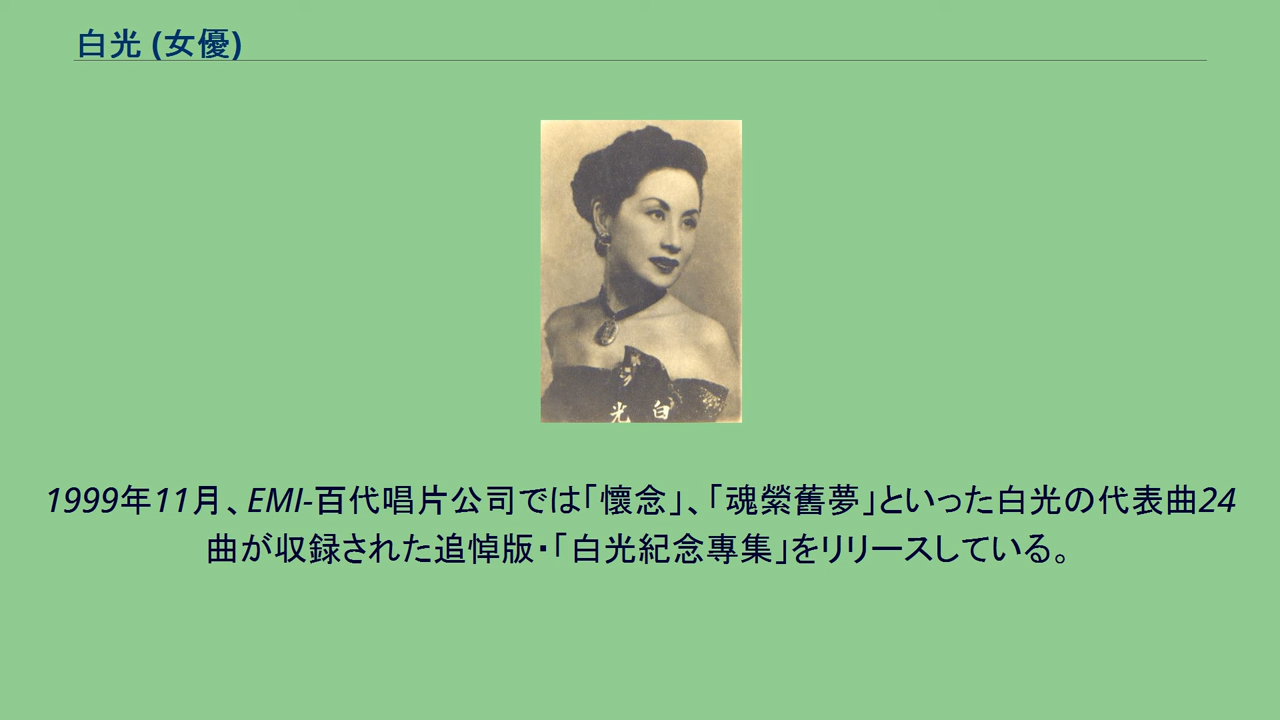 白光 (女優)
光 白
1999年11月、EMI-百代唱片公司では「懷念」、「魂縈舊夢」といった白光の代表曲24
曲が収録された追悼版・「白光紀念專集」をリリースしている。